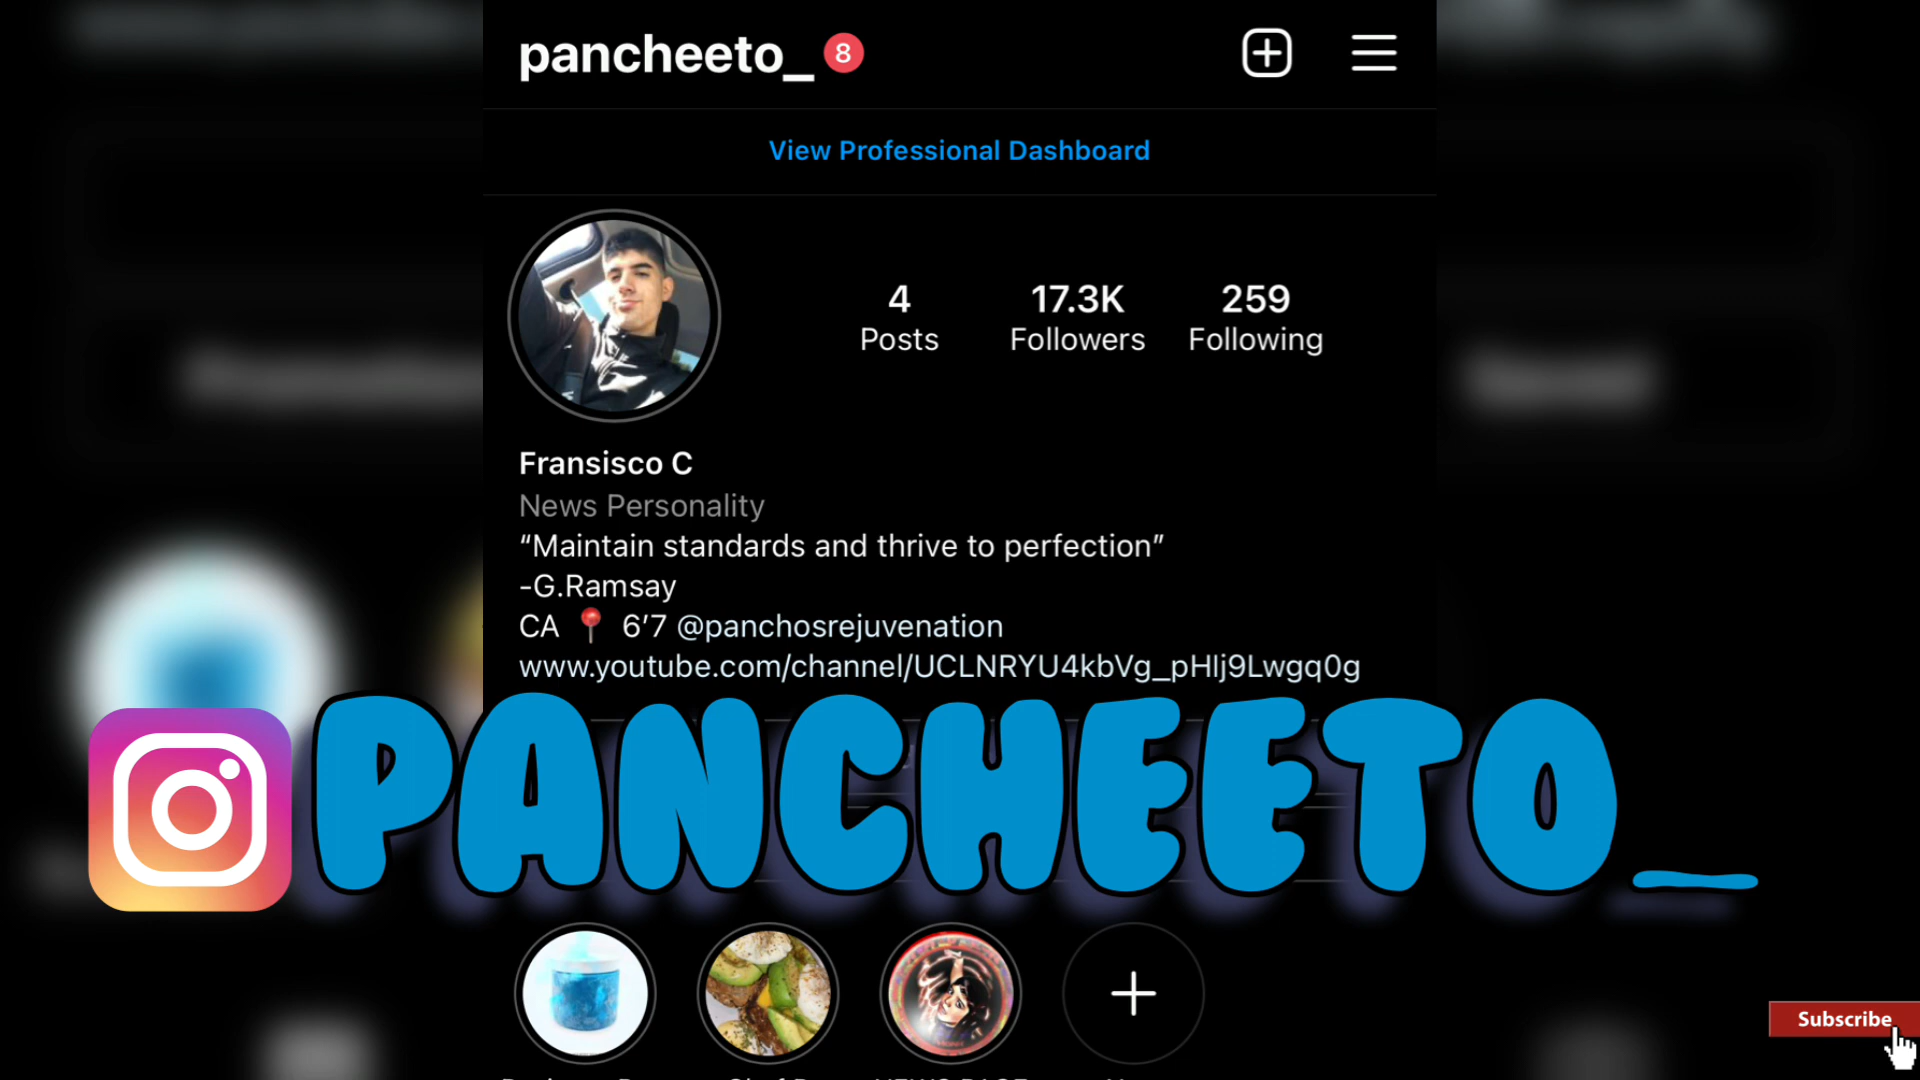 pancheeto_ 8
View Professional Dashboard
4 17.3K 259
Posts Followers Following
Fransisco C
News Personality
“Maintain standards and thrive to perfection”
-G.Ramsay
CA 📍 6’7 @panchosrejuvenation
www.youtube.com/channel/UCLNRYU4kbVg_pHIj9Lwgq0g
PANCHEETO_
Subscribe